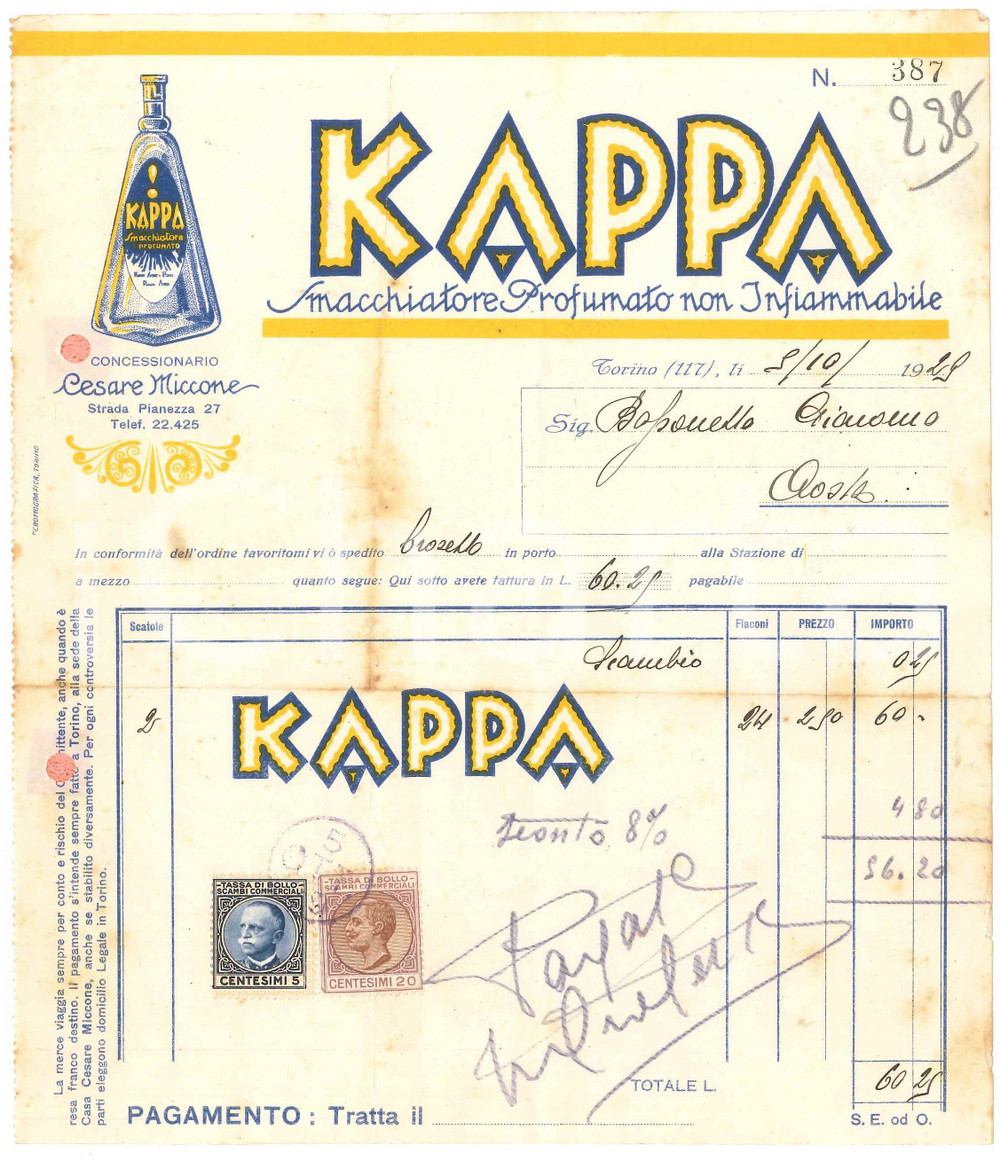 N. 387
238
KAPPA
Smacchiatore Profumato non Infiammabile
!
KAPPA
Smacchiatore
PROFUMATO
CONCESSIONARIO
Cesare Miccone
Strada Pianezza 27
Telef. 22.425
Torino (117), li 5/10/ 1929
Sig.
Aosta
"CROMOGRAFICA, TORINO
In conformità dell'ordine favoritomi vi ò spedito in porto alla Stazione di
a mezzo quanto segue: Qui sotto avete fattura in L. 60.25 pagabile
Scatole Flaconi PREZZO IMPORTO
Scambio 0 25
2 KAPPA 24 2 50 60 -
Sconto 8% 4 80
56.20
TASSA DI BOLLO
SCAMBI COMMERCIALI
CENTESIMI 5
TASSA DI BOLLO
SCAMBI COMMERCIALI
CENTESIMI 20
Pagato
TOTALE L. 60 25
PAGAMENTO : Tratta il
S. E. od O.
La merce viaggia sempre per conto e rischio del mittente, anche quando è
resa franco destino. Il pagamento s'intende sempre fatto a Torino, alla sede della
Casa Cesare Miccone, anche se stabilito diversamente. Per ogni controversia le
parti eleggono domicilio Legale in Torino.